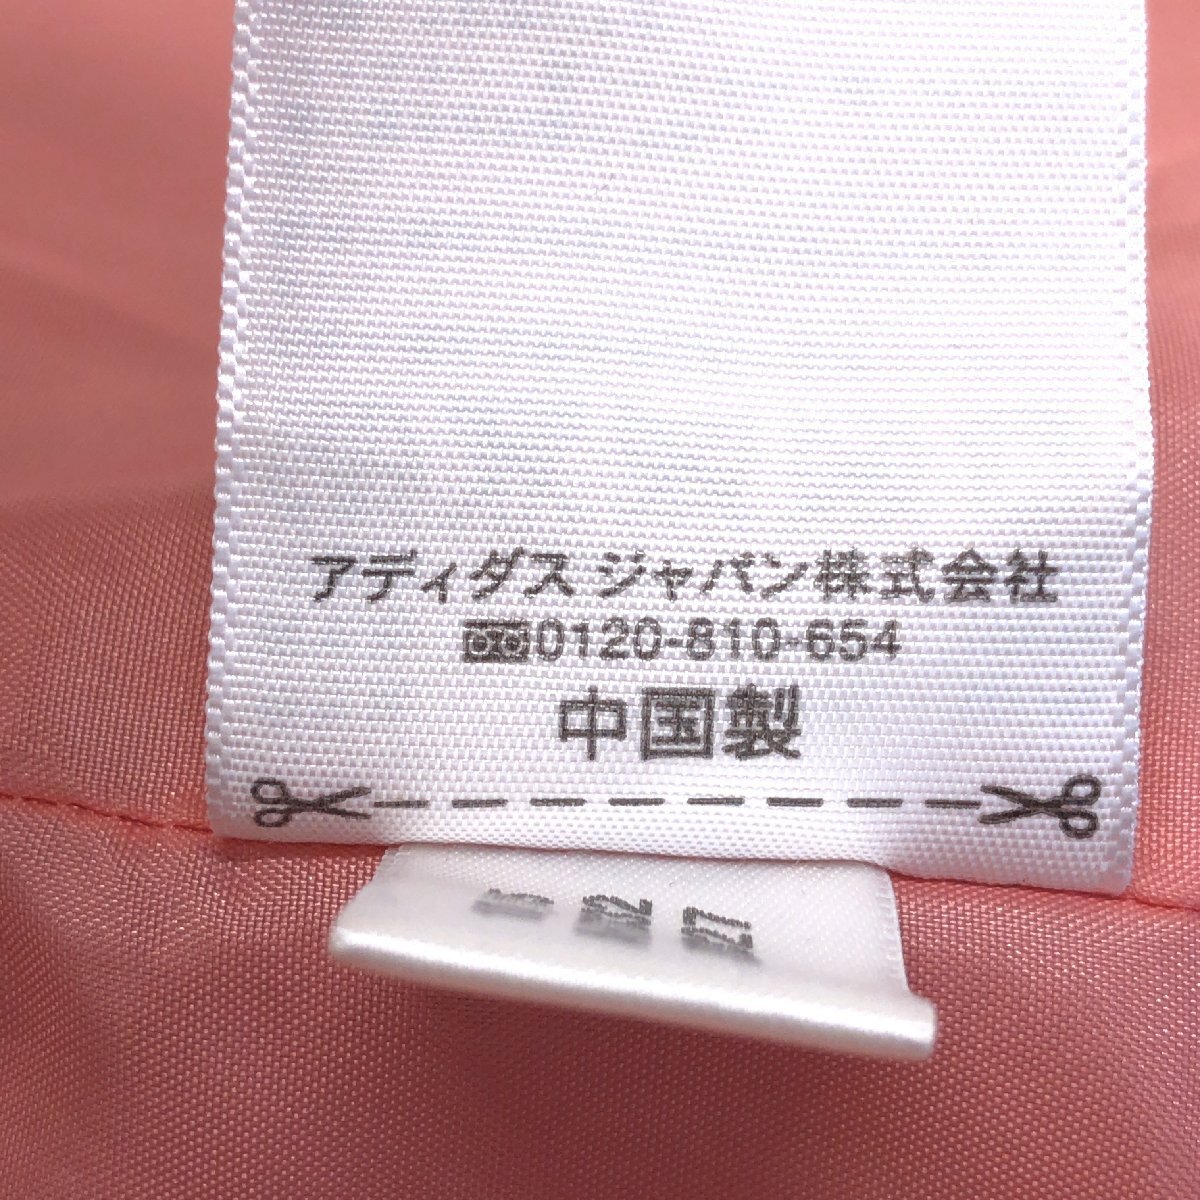 アディダス ジャパン株式会社
0120-810-654
中国製